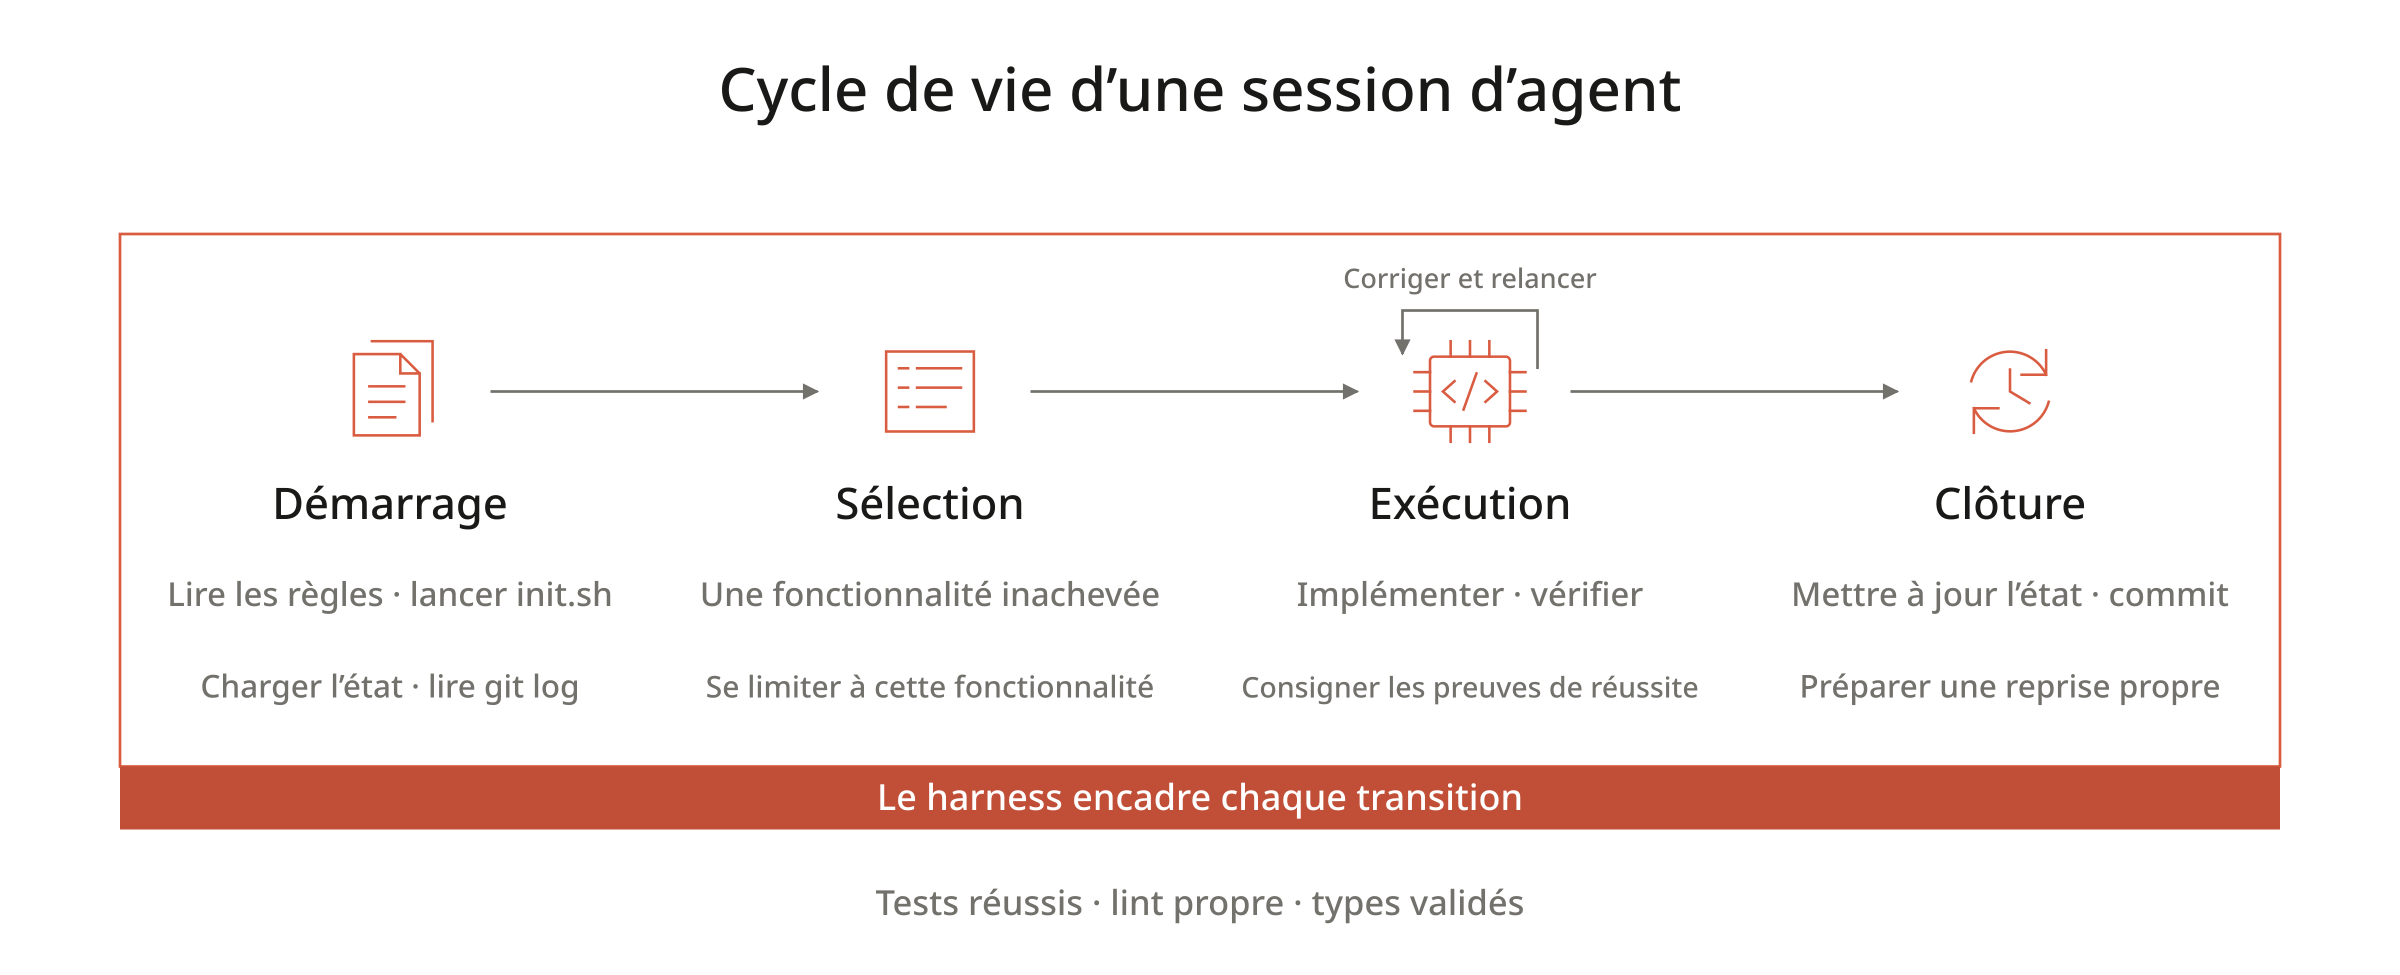 Cycle de vie d’une session d’agent
Corriger et relancer
</>
Démarrage
Sélection
Exécution
Clôture
Lire les règles · lancer init.sh
Une fonctionnalité inachevée
Implémenter · vérifier
Mettre à jour l’état · commit
Charger l’état · lire git log
Se limiter à cette fonctionnalité
Consigner les preuves de réussite
Préparer une reprise propre
Le harness encadre chaque transition
Tests réussis · lint propre · types validés